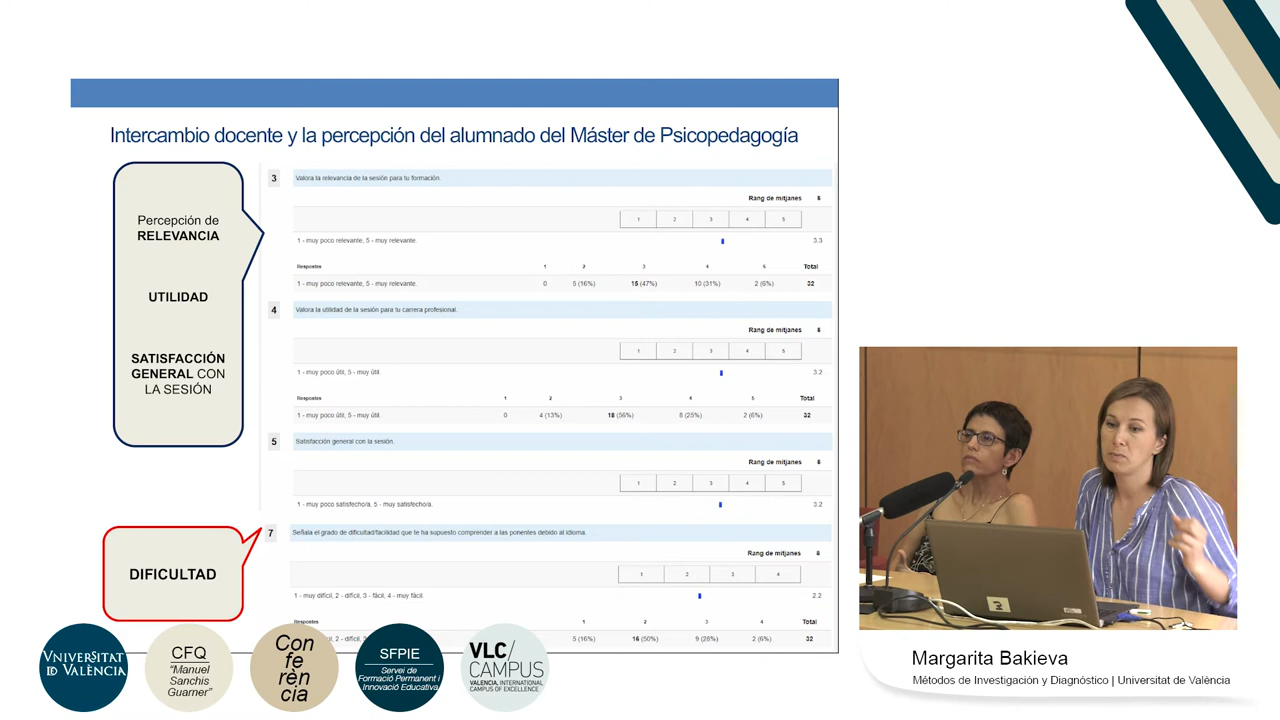 Intercambio docente y la percepción del alumnado del Máster de Psicopedagogía
Percepción de
RELEVANCIA
UTILIDAD
SATISFACCIÓN
GENERAL CON
LA SESIÓN
3 Valora la relevancia de la sesión para tu formación.
Rang de mitjanes
1 2 3 4 5
1 - muy poco relevante, 5 - muy relevante. 3.3
Respostes 1 2 3 4 5 Total
1 - muy poco relevante, 5 - muy relevante. 0 5 (16%) 15 (47%) 10 (31%) 2 (6%) 32
4 Valora la utilidad de la sesión para tu carrera profesional.
Rang de mitjanes
1 2 3 4 5
1 - muy poco útil, 5 - muy útil. 3.2
Respostes 1 2 3 4 5 Total
1 - muy poco útil, 5 - muy útil. 0 4 (13%) 18 (56%) 8 (25%) 2 (6%) 32
5 Satisfacción general con la sesión.
Rang de mitjanes
1 2 3 4 5
1 - muy poco satisfecho/a, 5 - muy satisfecho/a. 3.2
DIFICULTAD
7 Señala el grado de dificultad/facilidad que te ha supuesto comprender a las ponentes debido al idioma.
Rang de mitjanes
1 2 3 4
1 - muy difícil, 2 - difícil, 3 - fácil, 4 - muy fácil. 2.2
Respostes 1 2 3 4 Total
2 - difícil, 5 (16%) 16 (50%) 9 (28%) 2 (6%) 32
VNIVERSITAT
DE VALÈNCIA
CFQ
"Manuel
Sanchis
Guarner"
Con
fe
rèn
cia
SFPIE
Servei de
Formació Permanent i
Innovació Educativa
VLC/
CAMPUS
VALENCIA, INTERNATIONAL
CAMPUS OF EXCELLENCE
Margarita Bakieva
Métodos de Investigación y Diagnóstico | Universitat de València